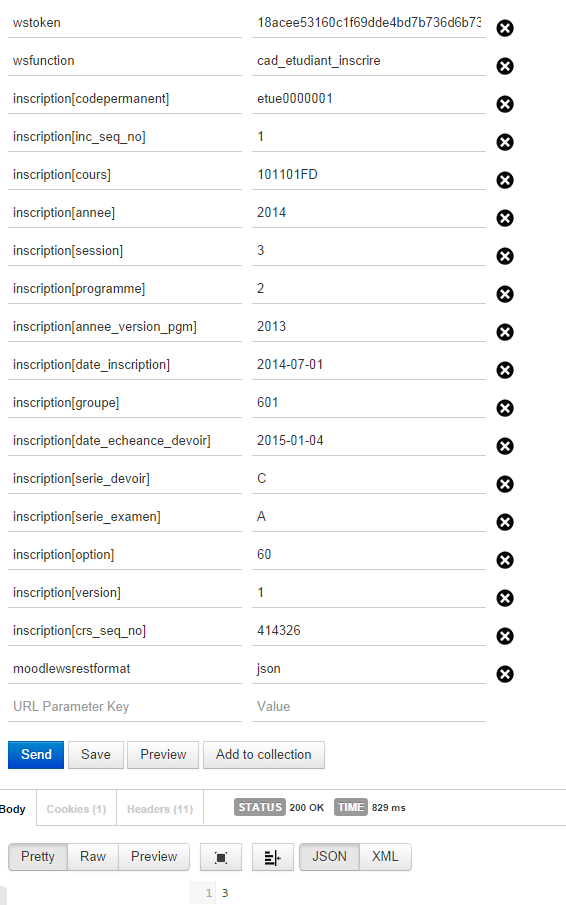 wstoken 18acee53160c1f69dde4bd7b736d6b73
wsfunction cad_etudiant_inscrire
inscription[codepermanent] etue0000001
inscription[inc_seq_no] 1
inscription[cours] 101101FD
inscription[annee] 2014
inscription[session] 3
inscription[programme] 2
inscription[annee_version_pgm] 2013
inscription[date_inscription] 2014-07-01
inscription[groupe] 601
inscription[date_echeance_devoir] 2015-01-04
inscription[serie_devoir] C
inscription[serie_examen] A
inscription[option] 60
inscription[version] 1
inscription[crs_seq_no] 414326
moodlewsrestformat json
URL Parameter Key Value
Send Save Preview Add to collection
Body Cookies (1) Headers (11) STATUS 200 OK TIME 829 ms
Pretty Raw Preview JSON XML
1 3